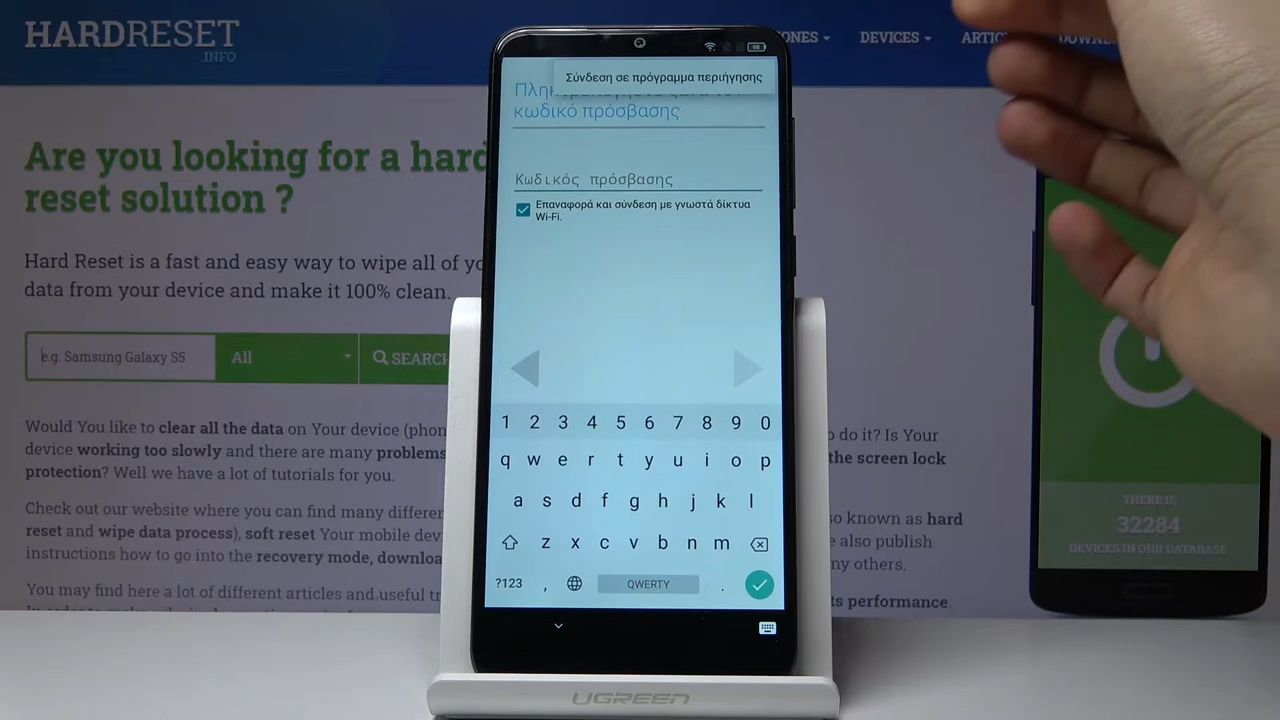 HARDRESET
.INFO
DEVICES
Are you looking for a hard
reset solution ?
Hard Reset is a fast and easy way to wipe all of
data from your device and make it 100% clean.
e.g. Samsung Galaxy S5
All
SEARCH
Would You like to clear all the data on Your device (phone
device working too slowly and there are many problems
protection? Well we have a lot of tutorials for you.
Check out our website where you can find many different
reset and wipe data process), soft reset Your mobile
instructions how to go into the recovery mode,
You may find here a lot of different articles and useful
Σύνδεση σε πρόγραμμα περιήγησης
κωδικό πρόσβασης
Κωδικός πρόσβασης
Επαναφορά και σύνδεση με γνωστά δίκτυα
Wi-Fi.
1 2 3 4 5 6 7 8 9 0
q w e r t y u i o p
a s d f g h j k l
z x c v b n m
?123 , QWERTY .
98
do it? Is Your
the screen lock
so known as hard
e also publish
ny others.
ts performance
THERE IS
32284
DEVICES IN OUR DATABASE
UGREEN